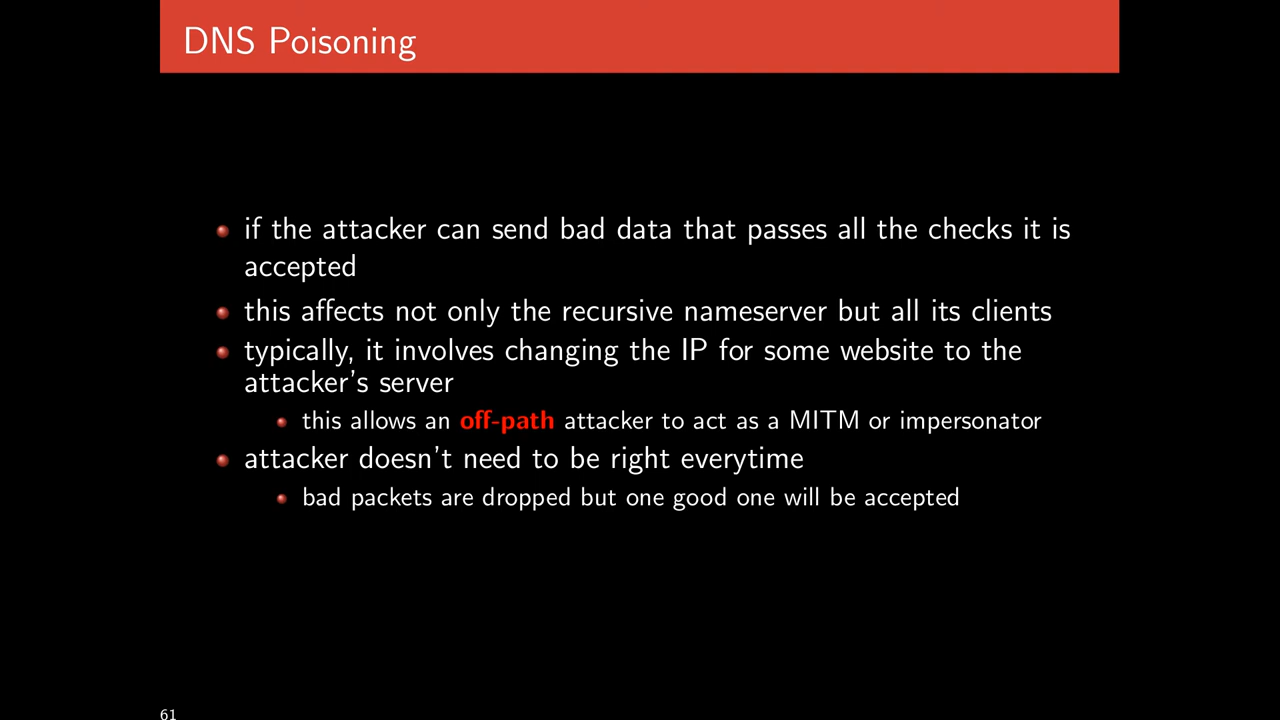 DNS Poisoning
if the attacker can send bad data that passes all the checks it is
accepted
this affects not only the recursive nameserver but all its clients
typically, it involves changing the IP for some website to the
attacker's server
this allows an off-path attacker to act as a MITM or impersonator
attacker doesn't need to be right everytime
bad packets are dropped but one good one will be accepted
61